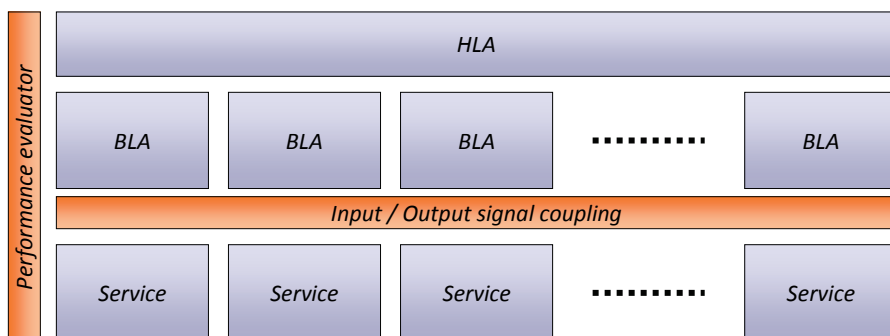 Performance evaluator
HLA
BLA
BLA
BLA
BLA
Input / Output signal coupling
Service
Service
Service
Service